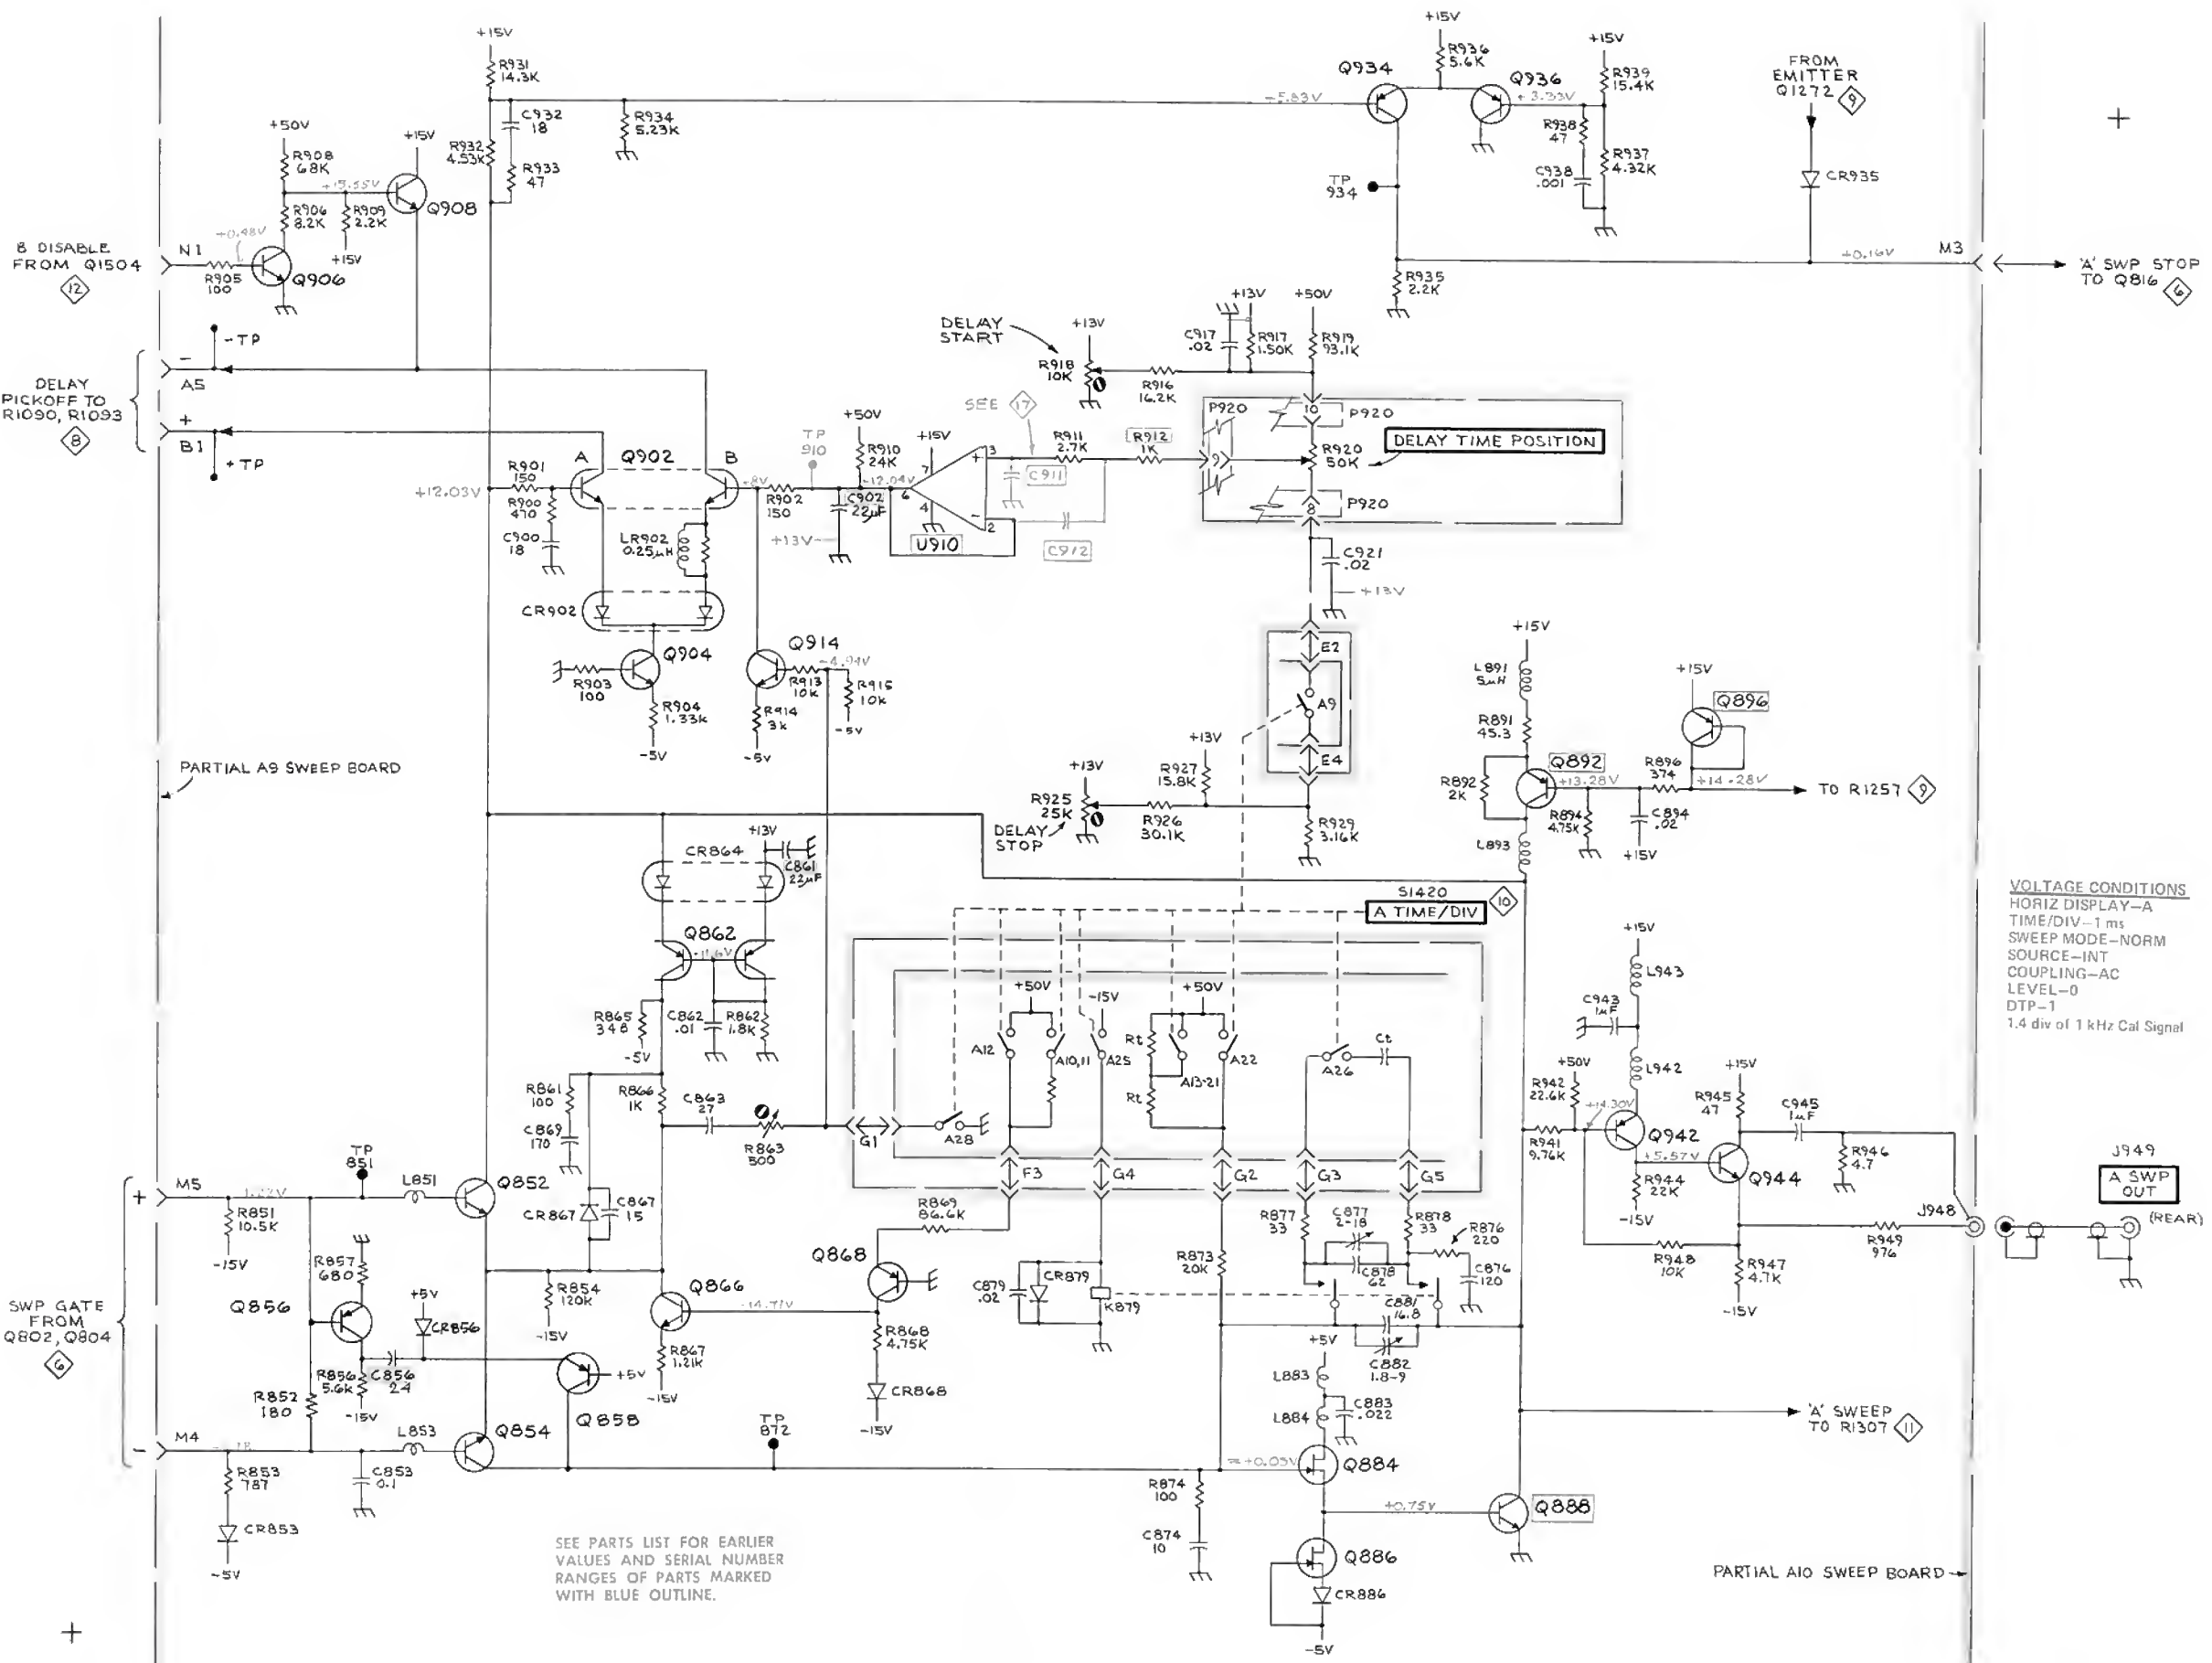 +15V
R931
14.3K
C932
18
R934
5.23K
R932
4.53K
R933
47
+50V
R908
68K
+15V
R906
8.2K
R909
2.2K
+15V
Q908
+0.48V
B DISABLE
FROM Q1504
12
N1
R905
100
Q906
+15V
R936
5.6K
Q934
Q936
+3.33V
+15V
R939
15.4K
R938
47
C938
.001
R937
4.32K
TP
934
FROM
EMITTER
Q1272
9
CR935
+0.16V
M3
'A' SWP STOP
TO Q816
6
R935
2.2K
-TP
DELAY
PICKOFF TO
R1090, R1093
8
-
A5
+
B1
+TP
DELAY
START
+13V
R918
10K
R916
16.2K
+13V
+50V
C917
.02
R917
1.50K
R919
93.1K
P920
10
P920
R920
50K
DELAY TIME POSITION
9
8
P920
SEE 17
R911
2.7K
R912
1K
C911
C912
U910
+15V
7
3
+
-
2
4
6
+50V
R910
24K
TP
910
-12.04V
C902
22µF
+13V
R902
150
Q902
A
B
R901
150
R900
470
C900
18
+12.03V
LR902
0.25µH
CR902
Q904
R903
100
R904
1.33K
-5V
Q914
-4.94V
R913
10K
R915
10K
R914
3K
-5V
-5V
C921
.02
+13V
E2
A9
E4
+13V
R927
15.8K
+13V
R925
25K
DELAY
STOP
R926
30.1K
R929
3.16K
+15V
L891
5µH
R891
45.3
R892
2K
Q892
+13.28V
R896
374
+15V
Q896
+14.28V
TO R1257
9
R894
4.75K
C894
.02
+15V
L893
PARTIAL A9 SWEEP BOARD
CR864
+13V
C861
22µF
Q862
R865
348
-5V
C862
.01
R862
1.8K
R861
100
C869
170
R866
1K
C863
27
R863
500
CR867
C867
15
S1420
A TIME/DIV
10
+50V
-15V
+50V
A12
A10,11
A25
Rt
Rt
A13-21
A22
A26
Ct
G1
A28
F3
G4
G2
G3
G5
VOLTAGE CONDITIONS
HORIZ DISPLAY–A
TIME/DIV–1 ms
SWEEP MODE–NORM
SOURCE–INT
COUPLING–AC
LEVEL–0
DTP–1
1.4 div of 1 kHz Cal Signal
+15V
L943
C943
1µF
L942
+50V
R942
22.6K
+14.30V
R941
9.76K
Q942
+5.57V
R944
22K
-15V
+15V
R945
47
C945
1µF
R946
4.7
Q944
R948
10K
R947
4.7K
-15V
R949
976
J948
J949
A SWP
OUT
(REAR)
TP
851
L851
M5
+
R851
10.5K
-15V
Q852
R857
680
Q856
R856
5.6K
-15V
C856
24
+5V
CR856
R854
120K
-15V
Q858
+5V
R852
180
SWP GATE
FROM
Q802, Q804
6
-
M4
L853
Q854
R853
787
C853
0.1
CR853
-5V
Q866
-14.71V
R867
1.21K
-15V
Q868
R869
86.6K
R868
4.75K
CR868
-15V
TP
872
C879
.02
CR879
K879
R873
20K
R877
33
C877
2-18
R878
33
R876
220
C878
62
C876
120
C881
16.8
C882
1.8-9
+5V
L883
L884
C883
.022
≈+0.05V
Q884
R874
100
C874
10
+0.75V
Q888
Q886
CR886
-5V
'A' SWEEP
TO R1307
11
PARTIAL A10 SWEEP BOARD
SEE PARTS LIST FOR EARLIER
VALUES AND SERIAL NUMBER
RANGES OF PARTS MARKED
WITH BLUE OUTLINE.